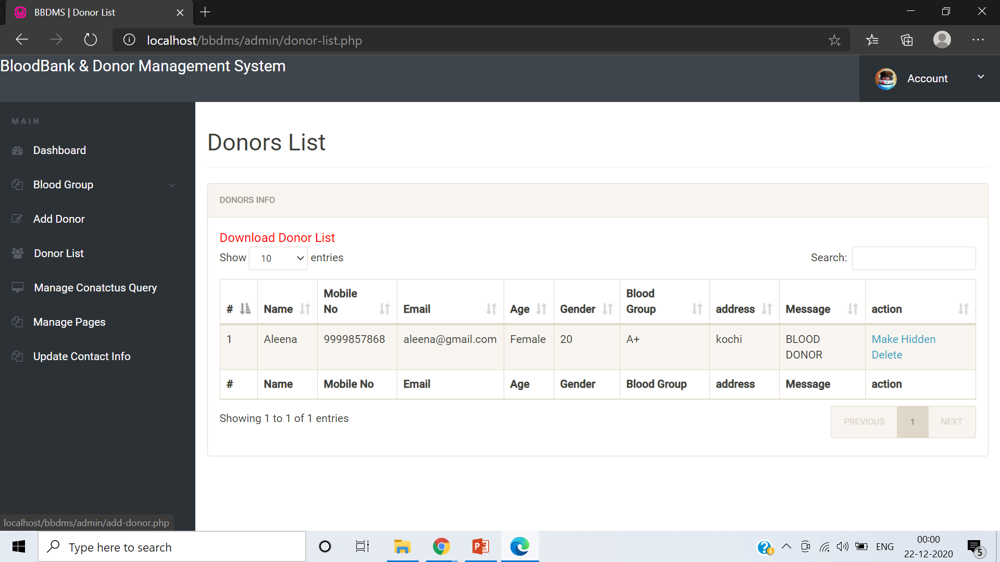 BBDMS | Donor List
localhost/bbdms/admin/donor-list.php
BloodBank & Donor Management System
Account
MAIN
Dashboard
Blood Group
Add Donor
Donor List
Manage Conatctus Query
Manage Pages
Update Contact Info
Donors List
DONORS INFO
Download Donor List
Show 10 entries
Search:
# Name Mobile No Email Age Gender Blood Group address Message action
1 Aleena 9999857868 aleena@gmail.com Female 20 A+ kochi BLOOD DONOR Make Hidden Delete
# Name Mobile No Email Age Gender Blood Group address Message action
Showing 1 to 1 of 1 entries
PREVIOUS 1 NEXT
localhost/bbdms/admin/add-donor.php
Type here to search
ENG
00:00
22-12-2020
5